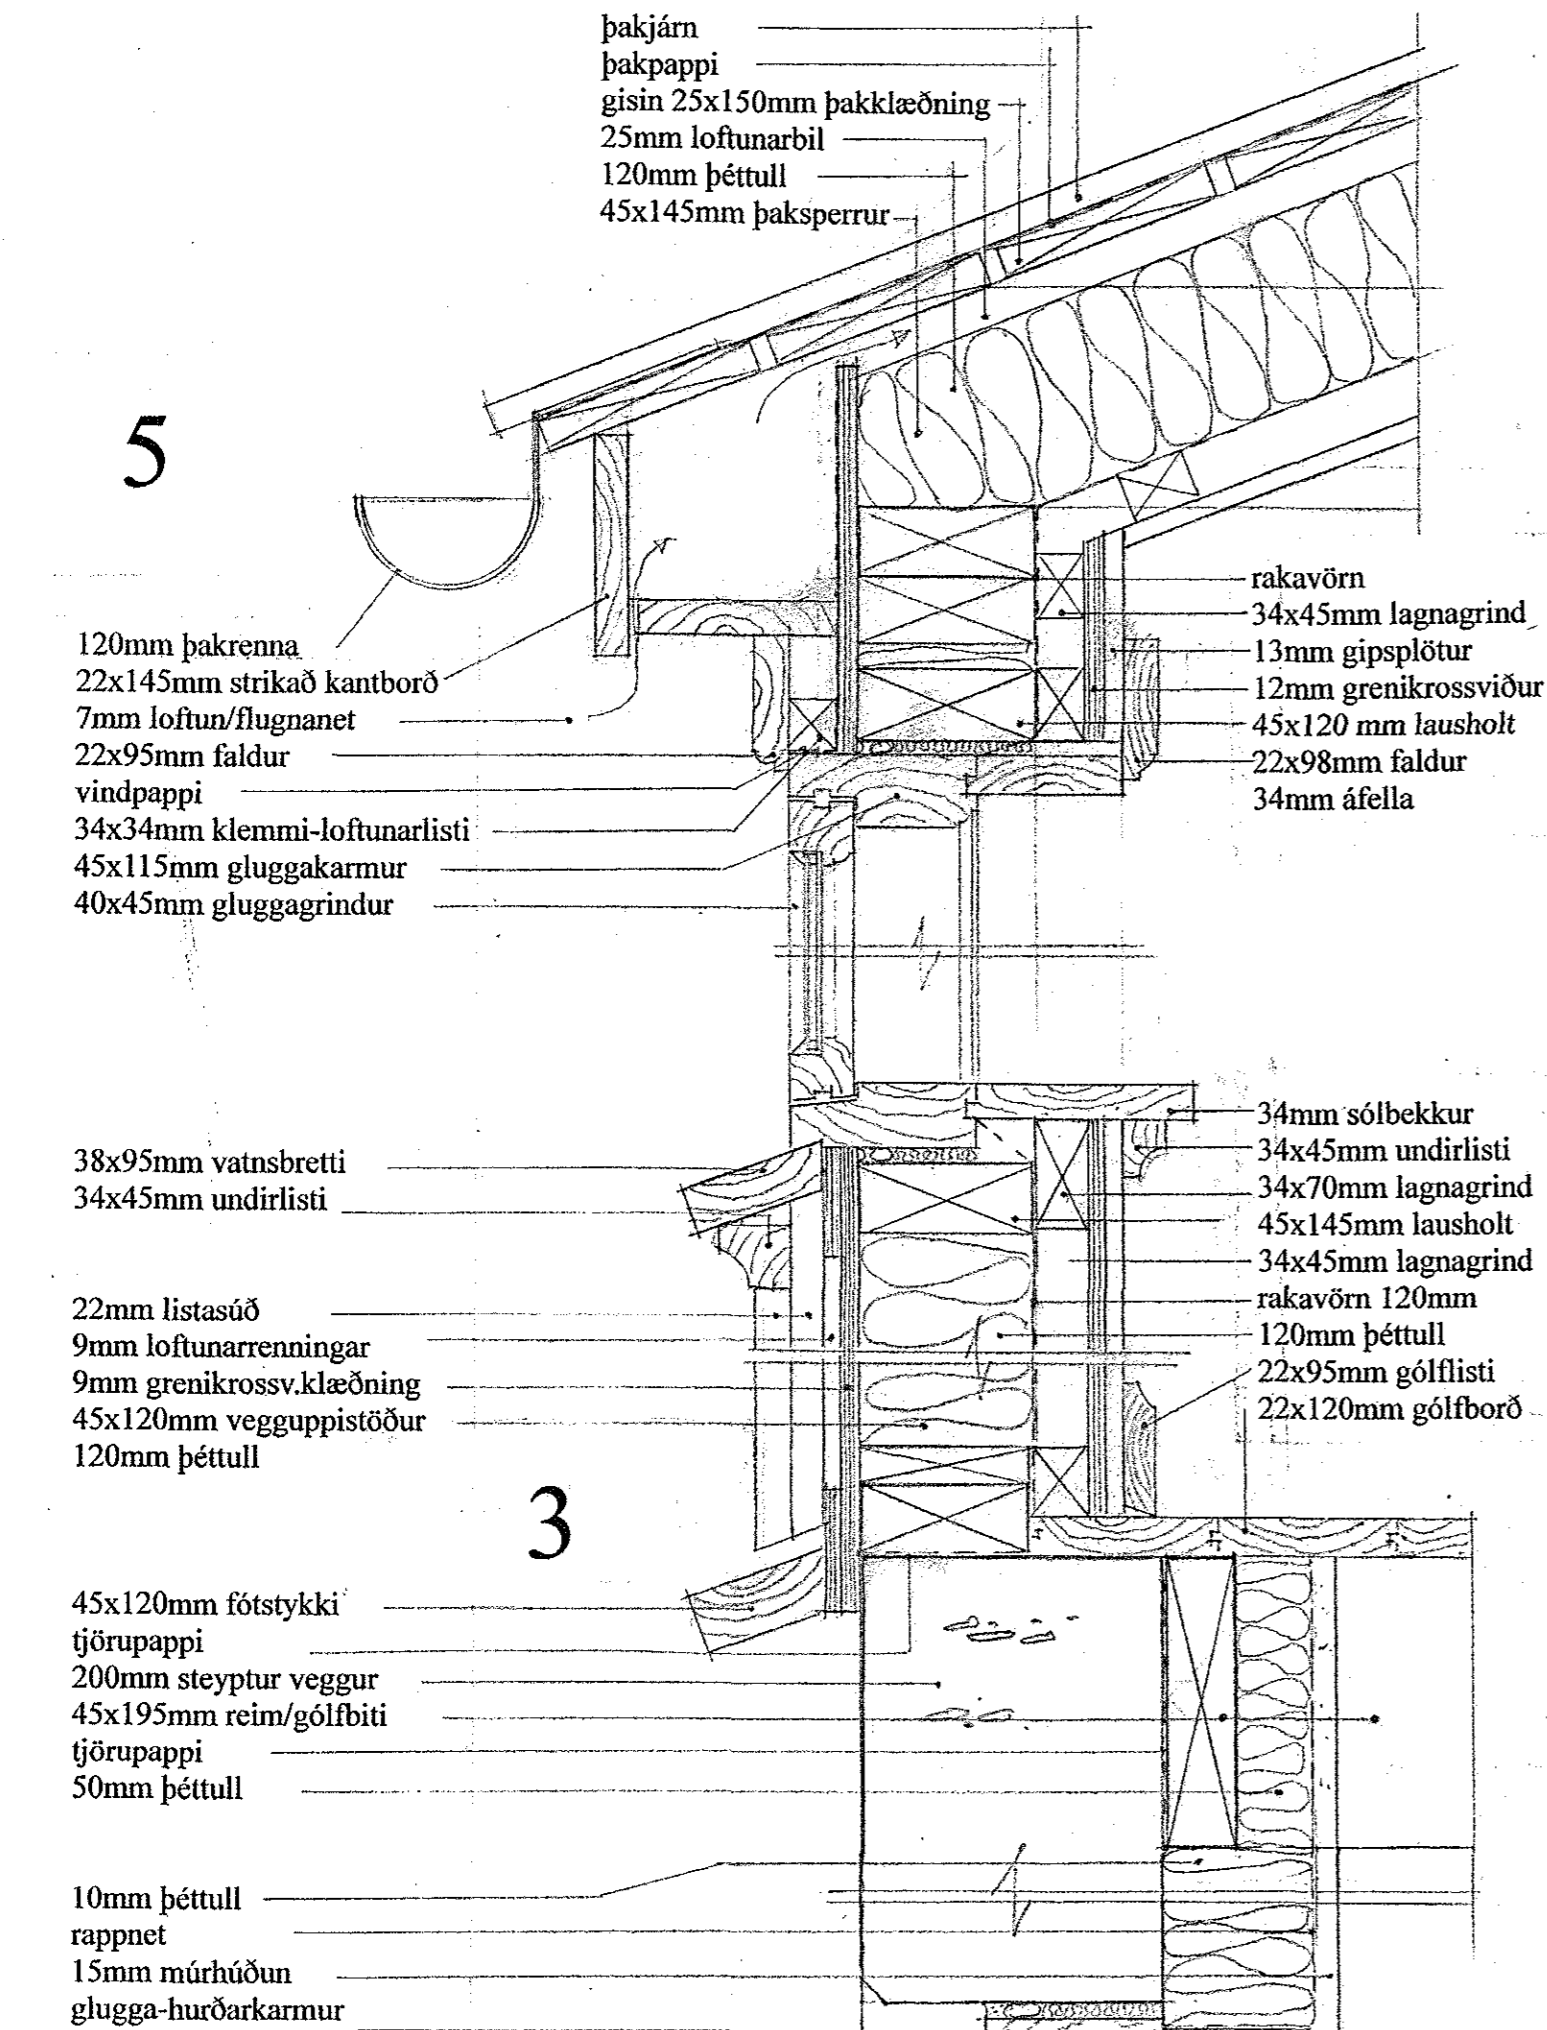 þakjárn
þakpappi
gisin 25x150mm þakklæðning
25mm loftunarbil
120mm þéttull
45x145mm þaksperrur
5
120mm þakrenna
22x145mm strikað kantborð
7mm loftun/flugnanet
22x95mm faldur
vindpappi
34x34mm klemmi-loftunarlisti
45x115mm gluggakarmur
40x45mm gluggagrindur
rakavörn
34x45mm lagnagrind
13mm gipsplötur
12mm grenikrossviður
45x120 mm lausholt
22x98mm faldur
34mm áfella
38x95mm vatnsbretti
34x45mm undirlisti
22mm listasúð
9mm loftunarrenningar
9mm grenikrossv.klæðning
45x120mm vegguppistöður
120mm þéttull
34mm sólbekkur
34x45mm undirlisti
34x70mm lagnagrind
45x145mm lausholt
34x45mm lagnagrind
rakavörn 120mm
120mm þéttull
22x95mm gólflisti
22x120mm gólfborð
3
45x120mm fótstykki
tjörupappi
200mm steyptur veggur
45x195mm reim/gólfbiti
tjörupappi
50mm þéttull
10mm þéttull
rappnet
15mm múrhúðun
glugga-hurðarkarmur